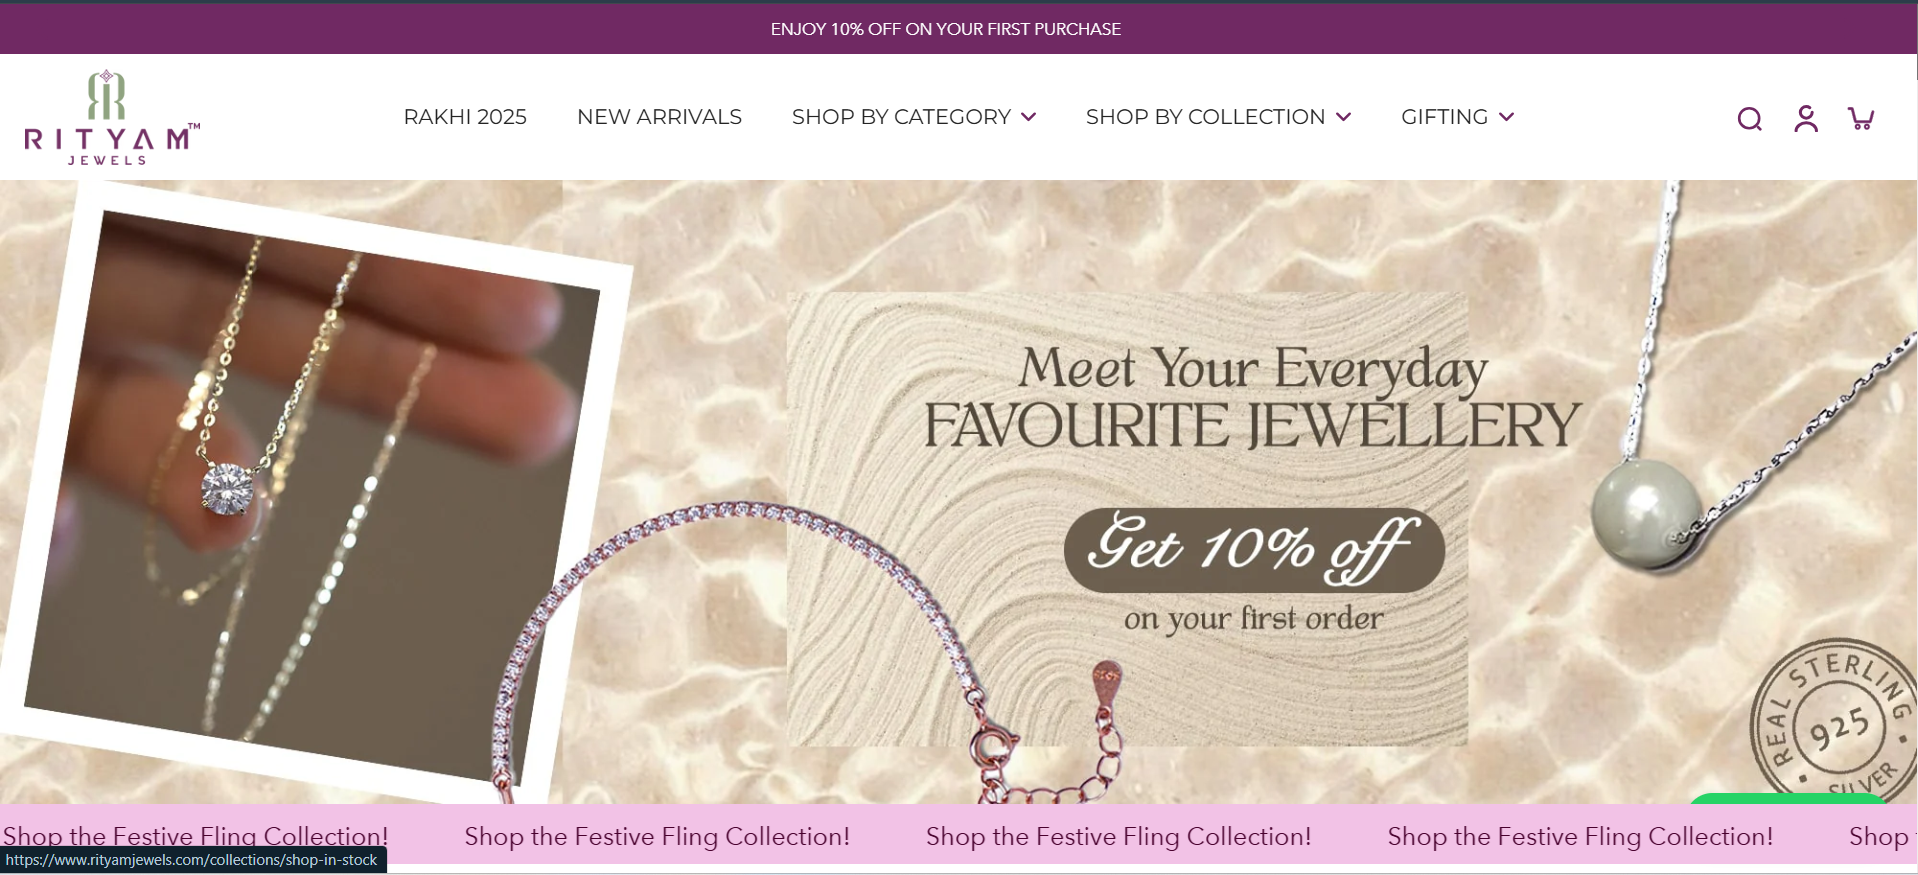 ENJOY 10% OFF ON YOUR FIRST PURCHASE
RITYAM™
JEWELS
RAKHI 2025
NEW ARRIVALS
SHOP BY CATEGORY
SHOP BY COLLECTION
GIFTING
Meet Your Everyday
FAVOURITE JEWELLERY
Get 10% off
on your first order
REAL STERLING
925
SILVER
Shop the Festive Fling Collection! Shop the Festive Fling Collection! Shop the Festive Fling Collection! Shop the Festive Fling Collection! Shop
https://www.rityamjewels.com/collections/shop-in-stock